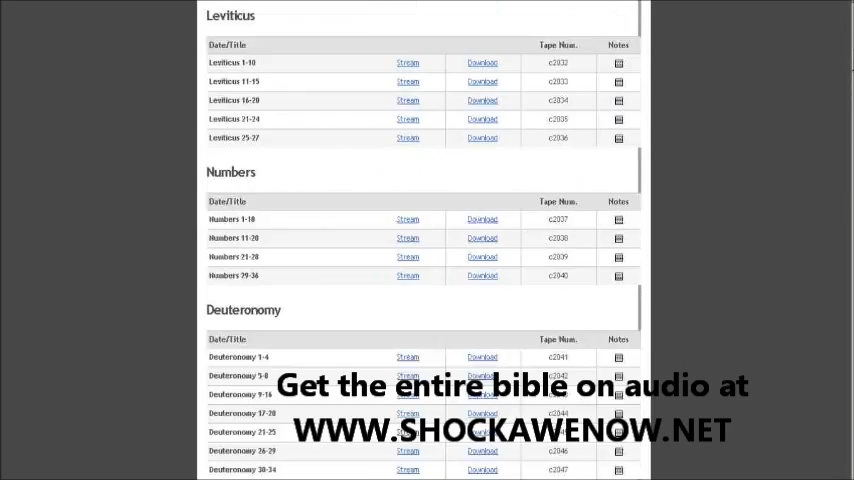 Leviticus
Date/Title Tape Num. Notes
Leviticus 1-10 Stream Download c2032
Leviticus 11-15 Stream Download c2033
Leviticus 16-20 Stream Download c2034
Leviticus 21-24 Stream Download c2035
Leviticus 25-27 Stream Download c2036
Numbers
Date/Title Tape Num. Notes
Numbers 1-10 Stream Download c2037
Numbers 11-20 Stream Download c2038
Numbers 21-28 Stream Download c2039
Numbers 29-36 Stream Download c2040
Deuteronomy
Date/Title Tape Num. Notes
Deuteronomy 1-4 Stream Download c2041
Deuteronomy 5-8 Stream Download c2042
Get the entire bible on audio at
Deuteronomy 9-16
Deuteronomy 17-20 Stream Download c2044
WWW.SHOCKAWENOW.NET
Deuteronomy 21-25
Deuteronomy 26-29 Stream Download c2046
Deuteronomy 30-34 Stream Download c2047